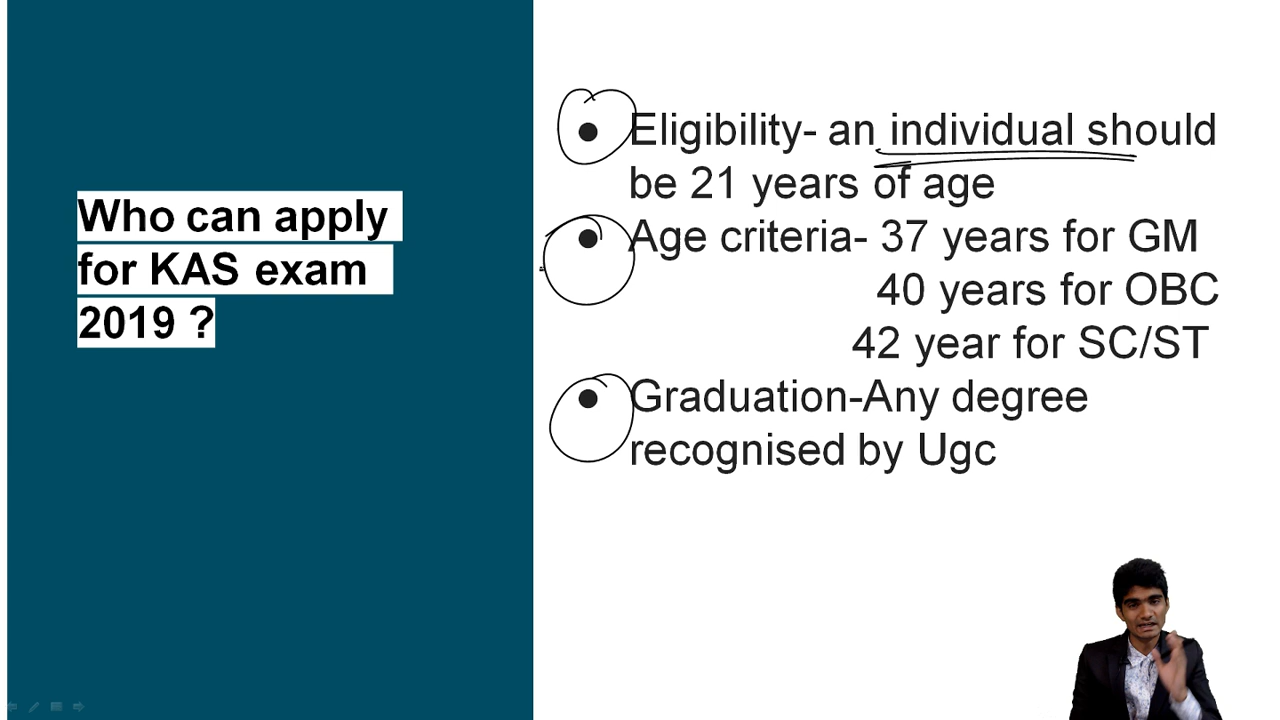 Who can apply
for KAS exam
2019 ?
Eligibility- an individual should
be 21 years of age
Age criteria- 37 years for GM
40 years for OBC
42 year for SC/ST
Graduation-Any degree
recognised by Ugc